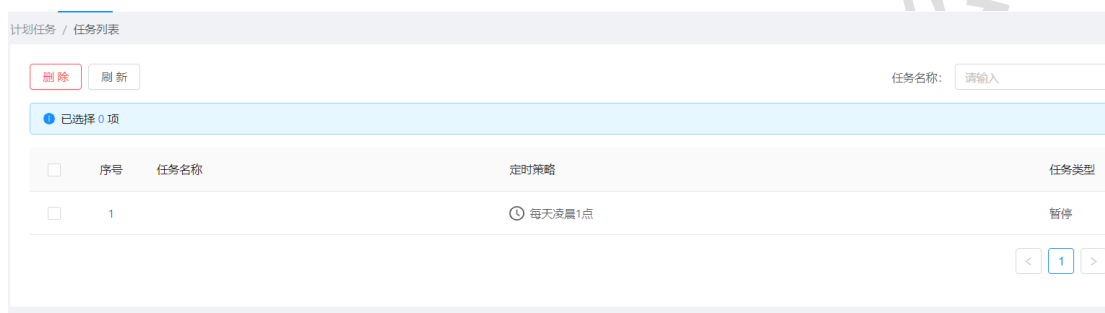 计划任务 / 任务列表
删 除 刷 新 任务名称: 请输入
已选择 0 项
序号 任务名称 定时策略 任务类型
1 每天凌晨1点 暂停
< 1 >